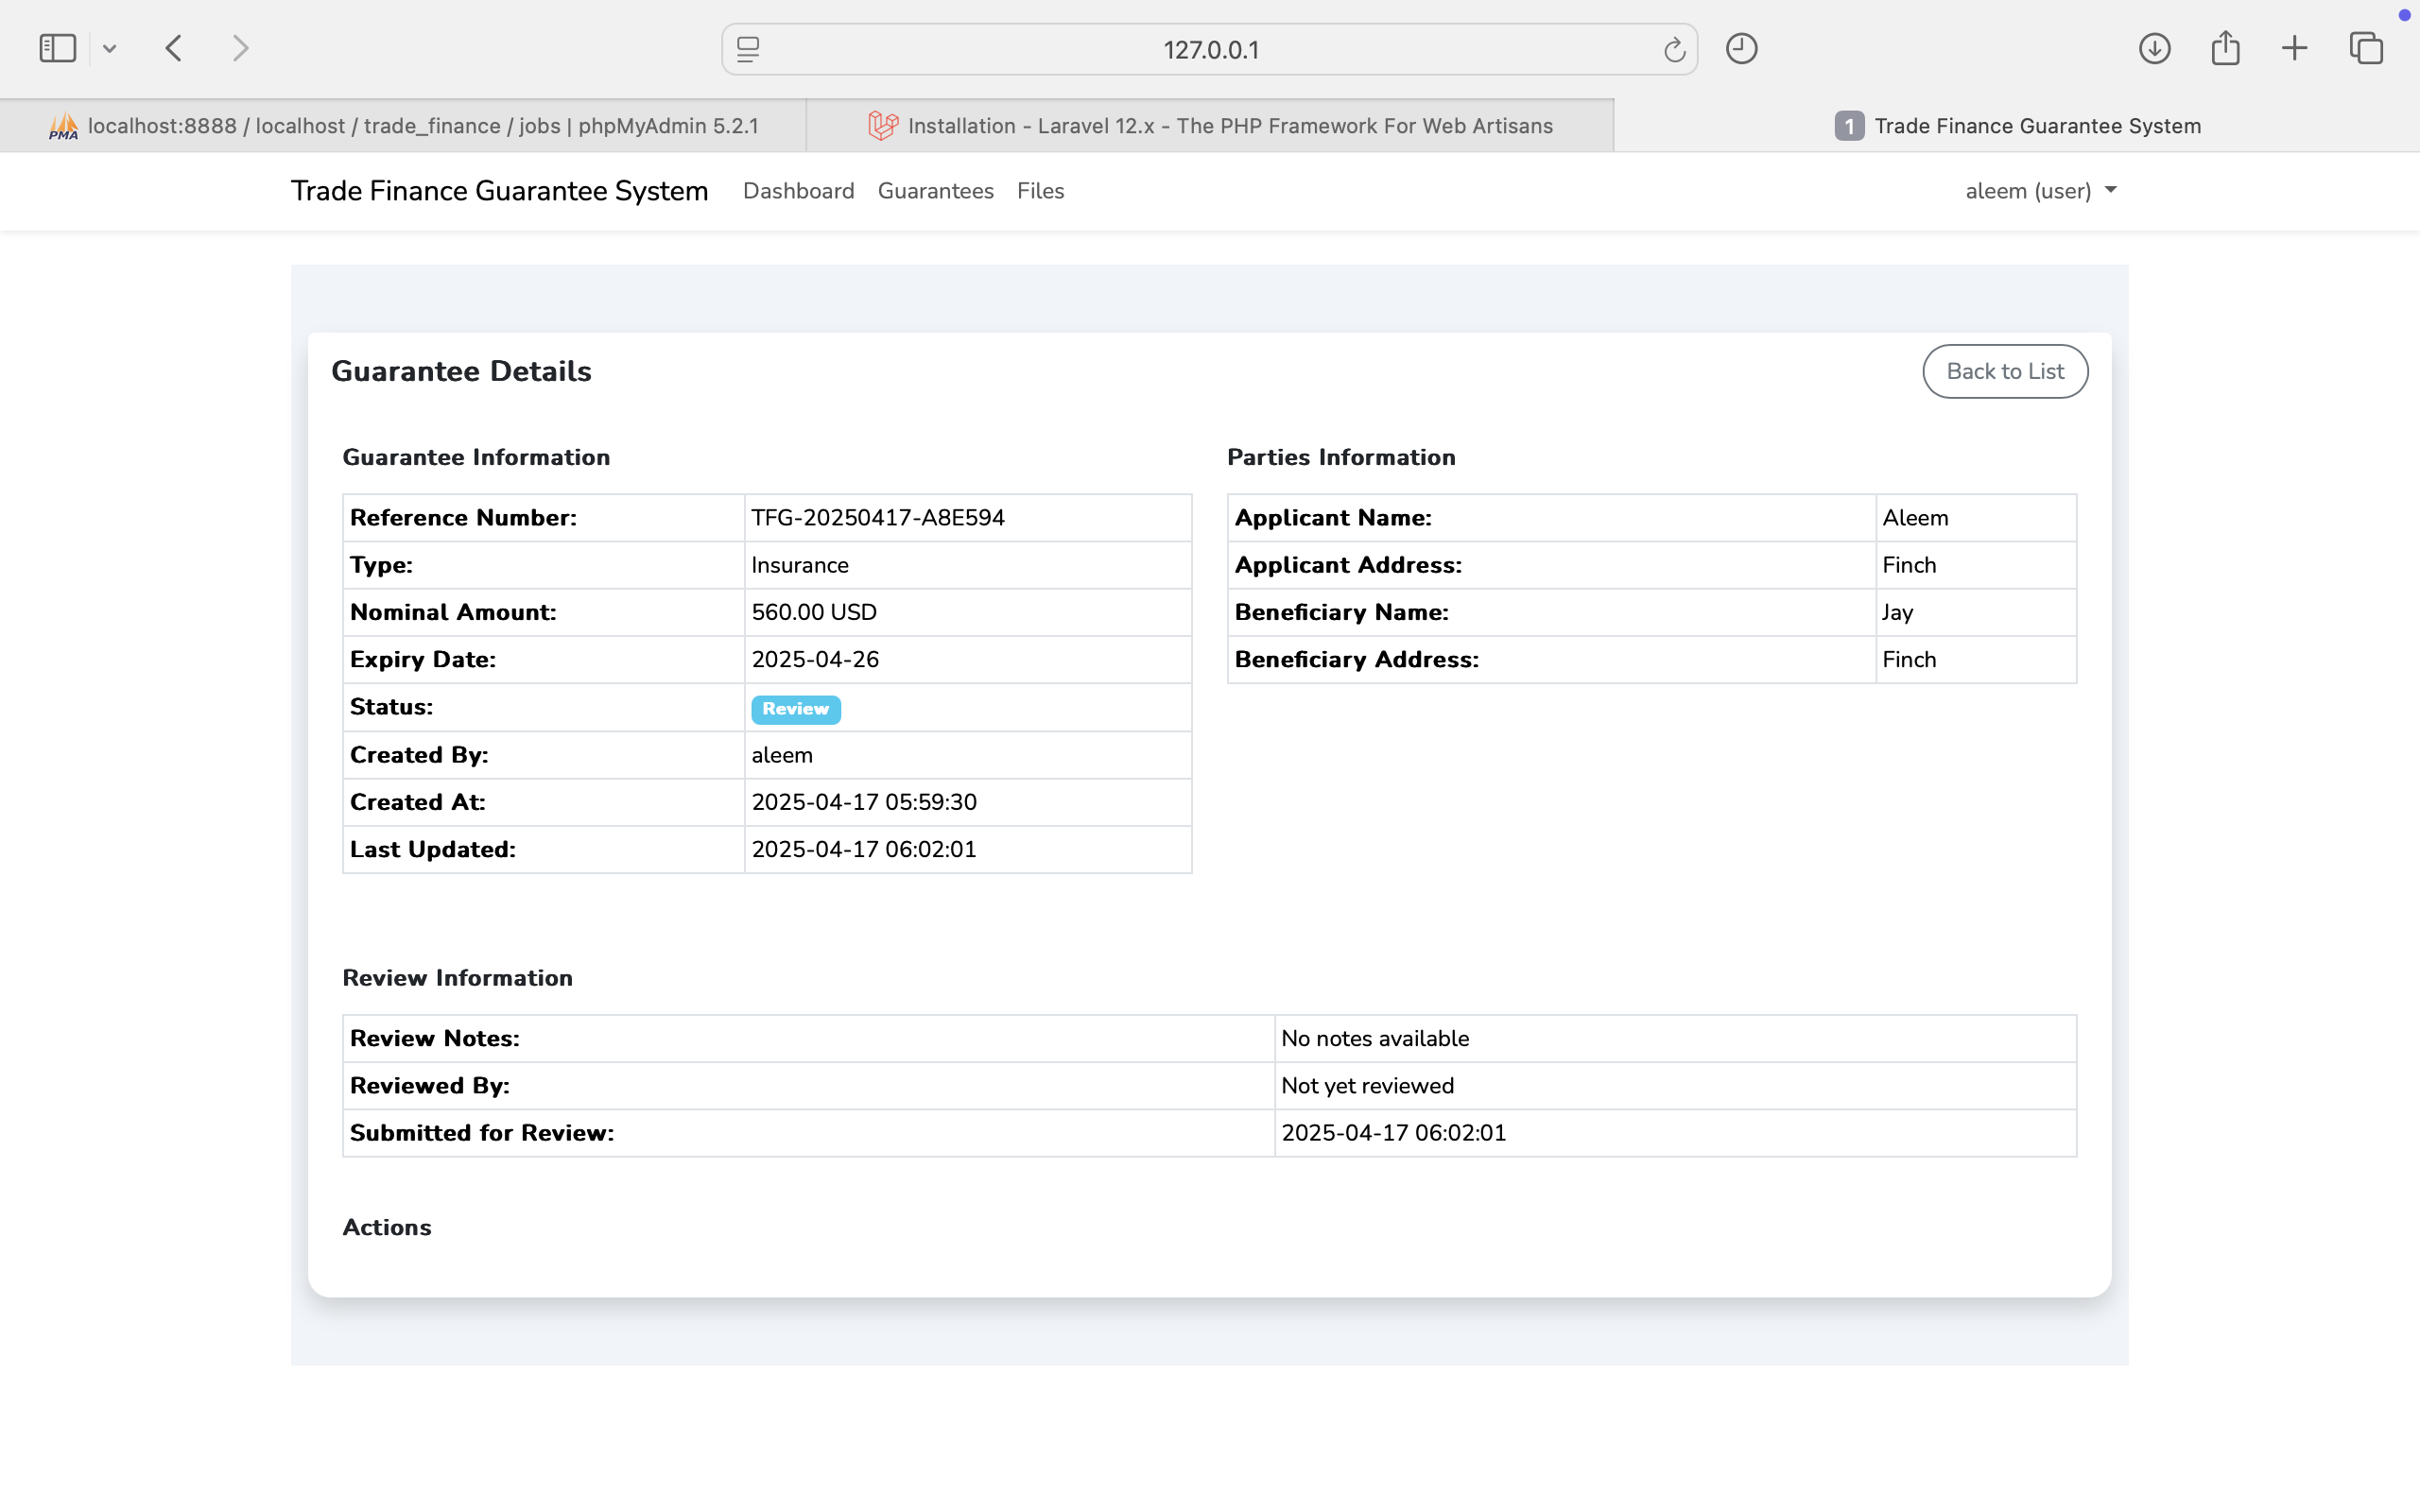 127.0.0.1
PMA localhost:8888 / localhost / trade_finance / jobs | phpMyAdmin 5.2.1
Installation - Laravel 12.x - The PHP Framework For Web Artisans
1 Trade Finance Guarantee System
Trade Finance Guarantee System Dashboard Guarantees Files aleem (user)
Guarantee Details
Back to List
Guarantee Information
Reference Number: TFG-20250417-A8E594
Type: Insurance
Nominal Amount: 560.00 USD
Expiry Date: 2025-04-26
Status: Review
Created By: aleem
Created At: 2025-04-17 05:59:30
Last Updated: 2025-04-17 06:02:01
Parties Information
Applicant Name: Aleem
Applicant Address: Finch
Beneficiary Name: Jay
Beneficiary Address: Finch
Review Information
Review Notes: No notes available
Reviewed By: Not yet reviewed
Submitted for Review: 2025-04-17 06:02:01
Actions